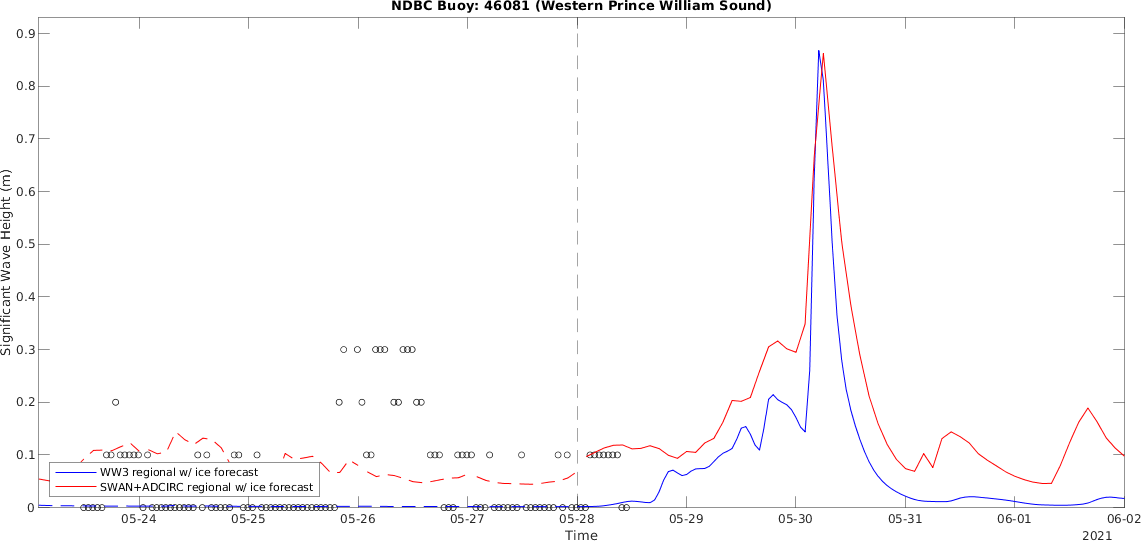 NDBC Buoy: 46081 (Western Prince William Sound)
Significant Wave Height (m)
0.9
0.8
0.7
0.6
0.5
0.4
0.3
0.2
0.1
0
WW3 regional w/ ice forecast
SWAN+ADCIRC regional w/ ice forecast
05-24 05-25 05-26 05-27 05-28 05-29 05-30 05-31 06-01 06-02
Time
2021